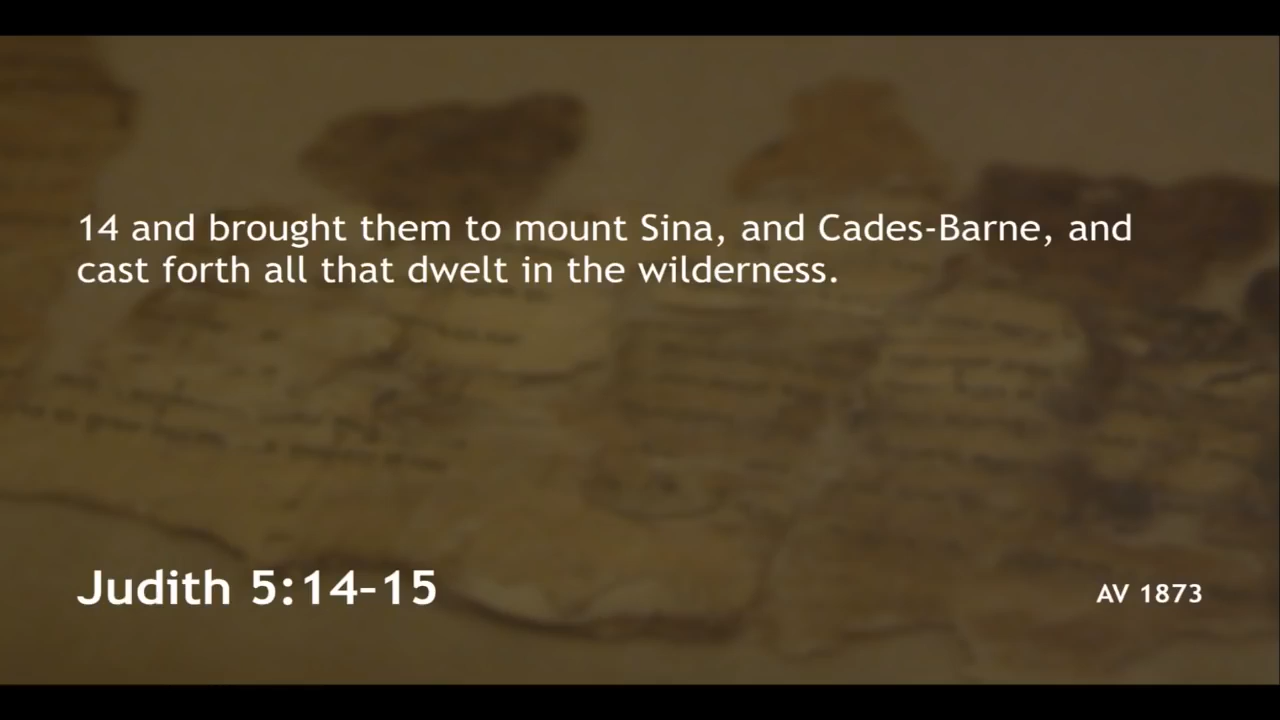 14 and brought them to mount Sina, and Cades-Barne, and
cast forth all that dwelt in the wilderness.
Judith 5:14–15
AV 1873